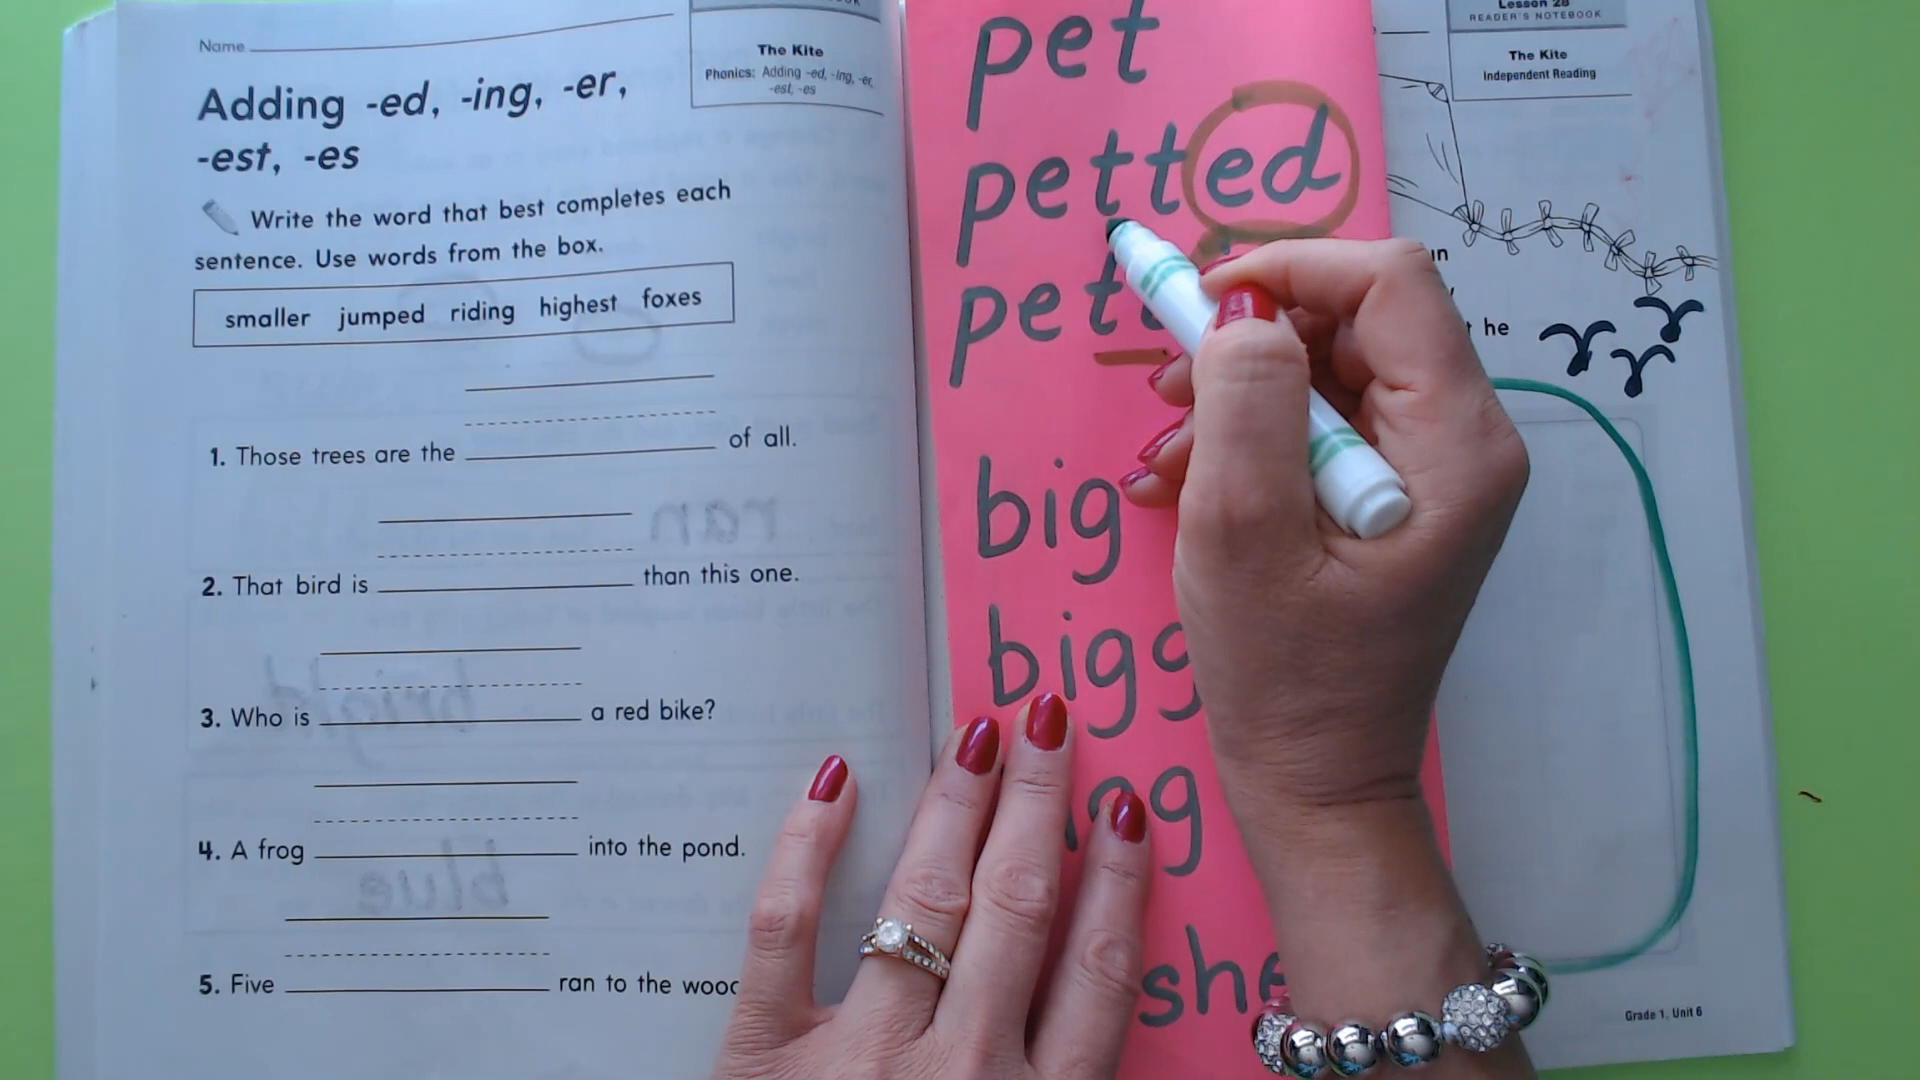 Name
Adding -ed, -ing, -er,
-est, -es
The Kite
Phonics: Adding -ed, -ing, -er,
-est, -es
Write the word that best completes each
sentence. Use words from the box.
smaller jumped riding highest foxes
1. Those trees are the of all.
2. That bird is than this one.
3. Who is a red bike?
4. A frog into the pond.
5. Five ran to the
pet
petted
pet
big
bigg
she
Lesson 28
READER'S NOTEBOOK
The Kite
Independent Reading
he
Grade 1, Unit 6